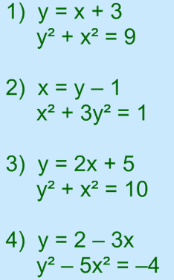 1) y = x + 3
y² + x² = 9
2) x = y – 1
x² + 3y² = 1
3) y = 2x + 5
y² + x² = 10
4) y = 2 – 3x
y² – 5x² = –4